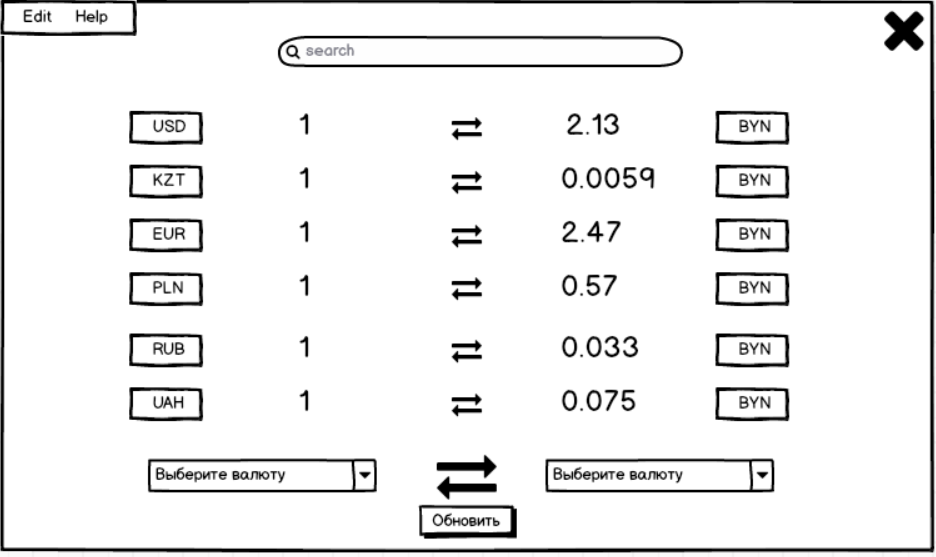 Edit Help
search
USD 1 2.13 BYN
KZT 1 0.0059 BYN
EUR 1 2.47 BYN
PLN 1 0.57 BYN
RUB 1 0.033 BYN
UAH 1 0.075 BYN
Выберите валюту Выберите валюту
Обновить